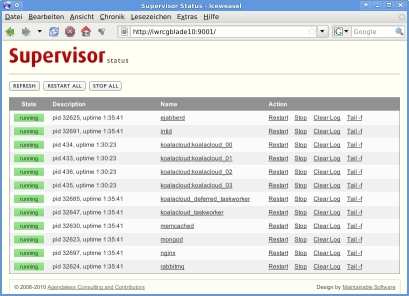 Supervisor Status - Iceweasel
Datei Bearbeiten Ansicht Chronik Lesezeichen Extras Hilfe
http://iwrcgblade10:9001/ Google
Supervisor status
REFRESH RESTART ALL STOP ALL
State Description Name Action
running pid 32625, uptime 1:35:41 ejabberd Restart Stop Clear Log Tail -f
running pid 32691, uptime 1:35:41 Restart Stop Clear Log Tail -f
running pid 434, uptime 1:30:23 koalacloud:koalacloud_00 Restart Stop Clear Log Tail -f
running pid 433, uptime 1:30:23 koalacloud:koalacloud_01 Restart Stop Clear Log Tail -f
running pid 436, uptime 1:30:23 koalacloud:koalacloud_02 Restart Stop Clear Log Tail -f
running pid 435, uptime 1:30:23 koalacloud:koalacloud_03 Restart Stop Clear Log Tail -f
running pid 32685, uptime 1:35:41 koalacloud_deferred_taskworker Restart Stop Clear Log Tail -f
running pid 32647, uptime 1:35:41 koalacloud_taskworker Restart Stop Clear Log Tail -f
running pid 32630, uptime 1:35:41 memcached Restart Stop Clear Log Tail -f
running pid 32623, uptime 1:35:41 mongod Restart Stop Clear Log Tail -f
running pid 32697, uptime 1:35:41 nginx Restart Stop Clear Log Tail -f
running pid 32624, uptime 1:35:41 rabbitmq Restart Stop Clear Log Tail -f
© 2006-2010 Agendaless Consulting and Contributors Design by Maintainable Software